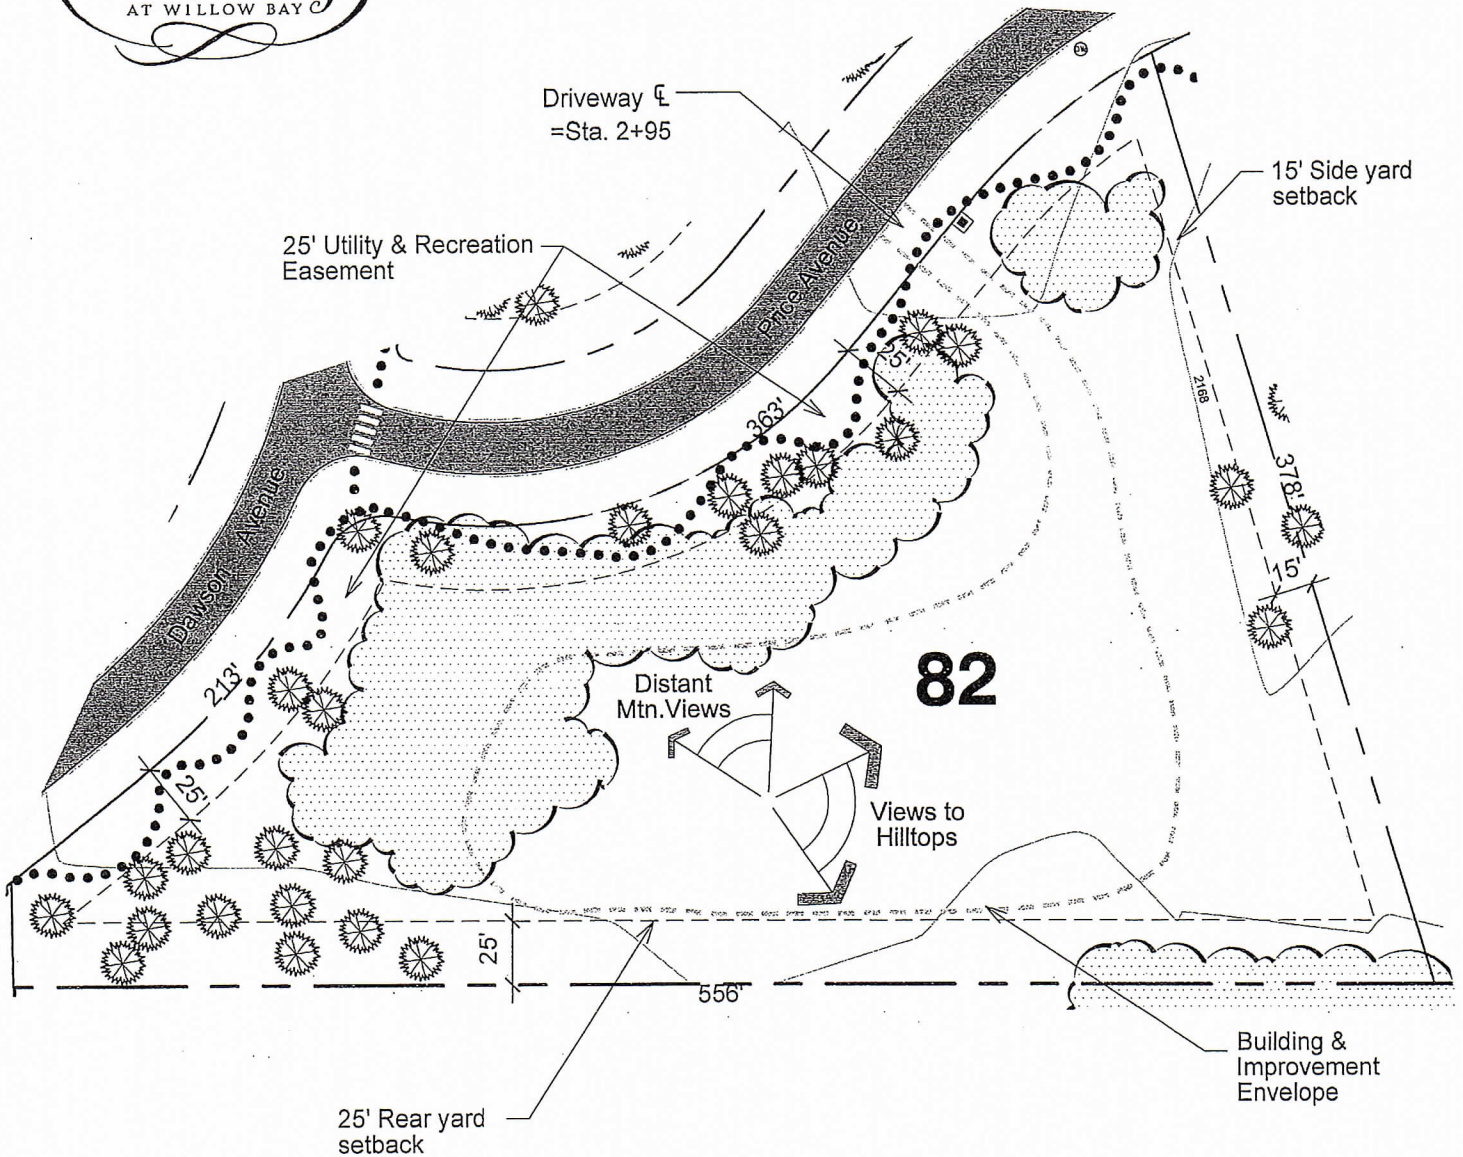 AT WILLOW BAY
Driveway ℄
=Sta. 2+95
15' Side yard
setback
25' Utility & Recreation
Easement
Price Avenue
25'
2168
363'
378'
Dawson Avenue
15'
213'
82
Distant
Mtn.Views
25'
Views to
Hilltops
25'
556'
Building &
Improvement
Envelope
25' Rear yard
setback